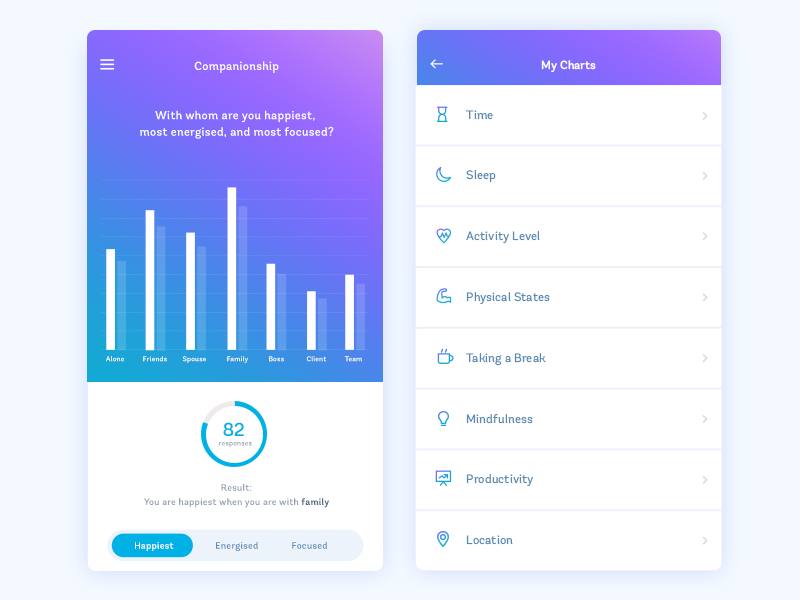 Companionship
With whom are you happiest,
most energised, and most focused?
Alone Friends Spouse Family Boss Client Team
82
responses
Result:
You are happiest when you are with family
Happiest Energised Focused
My Charts
Time
Sleep
Activity Level
Physical States
Taking a Break
Mindfulness
Productivity
Location